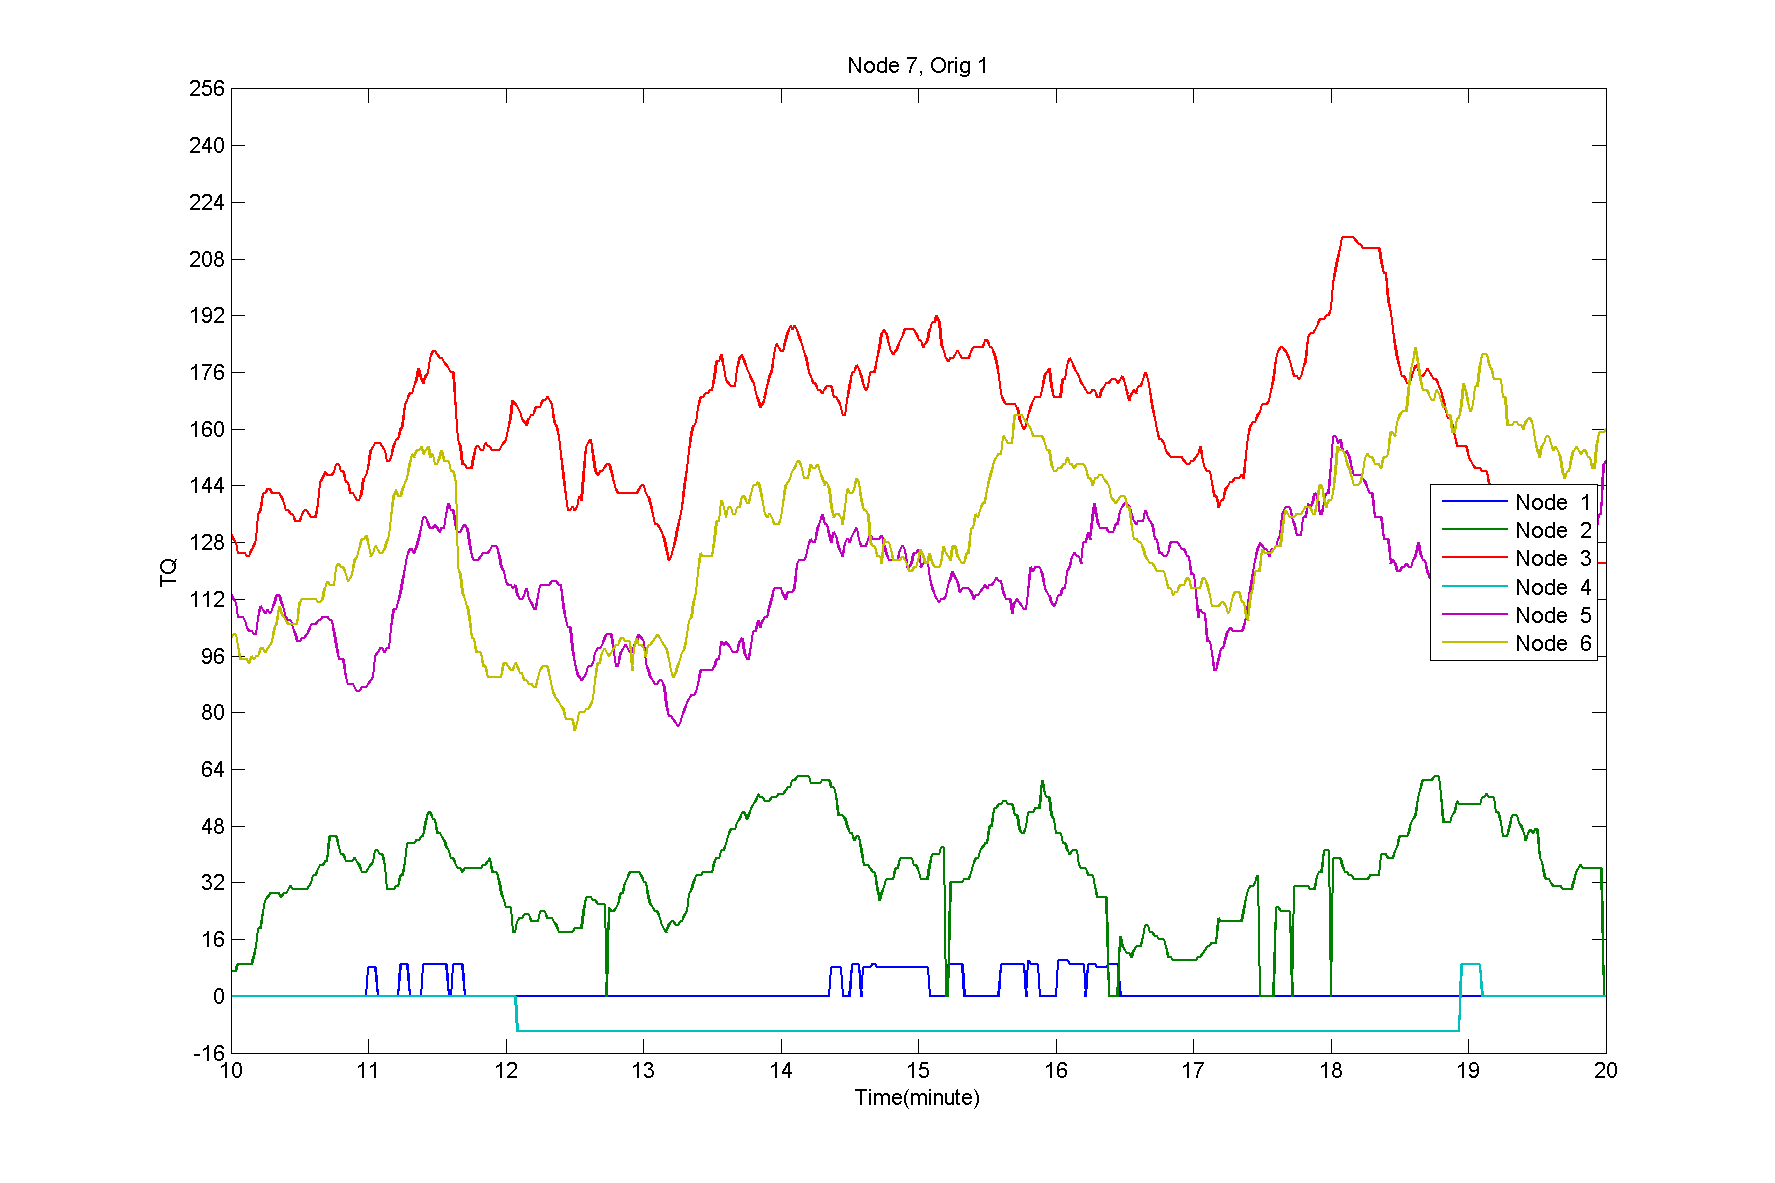 Node 7, Orig 1
256
240
224
208
192
176
160
144
128
112
96
80
64
48
32
16
0
-16
TQ
Node 1
Node 2
Node 3
Node 4
Node 5
Node 6
10 11 12 13 14 15 16 17 18 19 20
Time(minute)